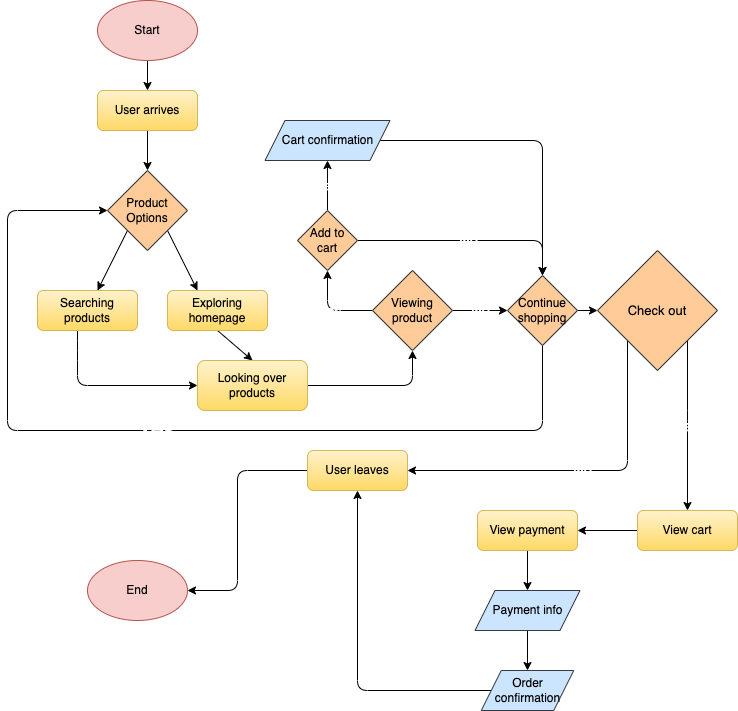 Start
User arrives
Cart confirmation
Product
Options
Add to
cart
Searching
products
Exploring
homepage
Viewing
product
Continue
shopping
Check out
Looking over
products
User leaves
View payment
View cart
End
Payment info
Order
confirmation